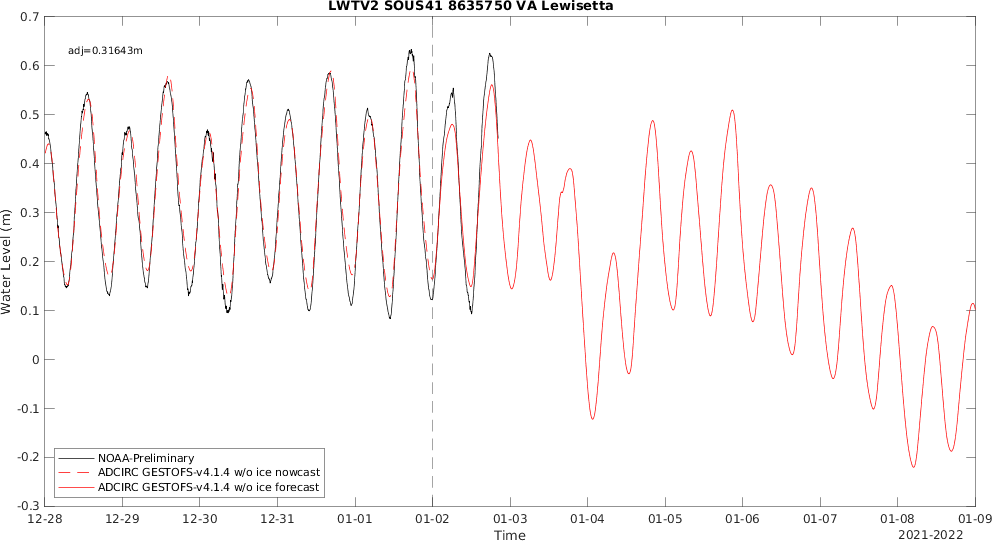 LWTV2 SOUS41 8635750 VA Lewisetta
adj=0.31643m
Water Level (m)
0.7
0.6
0.5
0.4
0.3
0.2
0.1
0
-0.1
-0.2
-0.3
NOAA-Preliminary
ADCIRC GESTOFS-v4.1.4 w/o ice nowcast
ADCIRC GESTOFS-v4.1.4 w/o ice forecast
12-28 12-29 12-30 12-31 01-01 01-02 01-03 01-04 01-05 01-06 01-07 01-08 01-09
Time
2021-2022